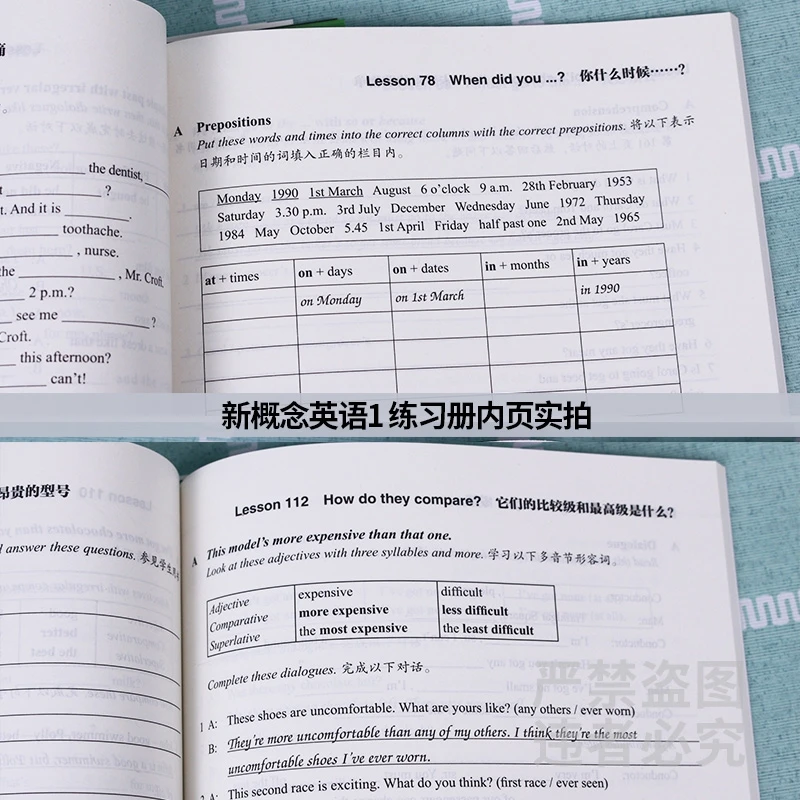 Lesson 78 When did you ...? 你什么时候……?
A Prepositions
Put these words and times into the correct columns with the correct prepositions. 将以下表示
日期和时间的词填入正确的栏目内。
Monday 1990 1st March August 6 o'clock 9 a.m. 28th February 1953
Saturday 3.30 p.m. 3rd July December Wednesday June 1972 Thursday
1984 May October 5.45 1st April Friday half past one 2nd May 1965
at + times on + days on + dates in + months in + years
on Monday on 1st March in 1990
the dentist,
?
t. And it is .
toothache.
, nurse.
the , Mr. Croft.
2 p.m.?
see me ?
Croft.
this afternoon?
can't!
新概念英语1 练习册内页实拍
昂贵的型号
answer these questions.
Lesson 112 How do they compare? 它们的比较级和最高级是什么?
A This model's more expensive than that one.
Look at these adjectives with three syllables and more. 学习以下多音节形容词。
Adjective expensive difficult
Comparative more expensive less difficult
Superlative the most expensive the least difficult
Complete these dialogues. 完成以下对话。
1 A: These shoes are uncomfortable. What are yours like? (any others / ever worn)
B: They're more uncomfortable than any of my others. I think they're the most
uncomfortable shoes I've ever worn.
2 A: This second race is exciting. What do you think? (first race / ever seen)
严禁盗图
违者必究